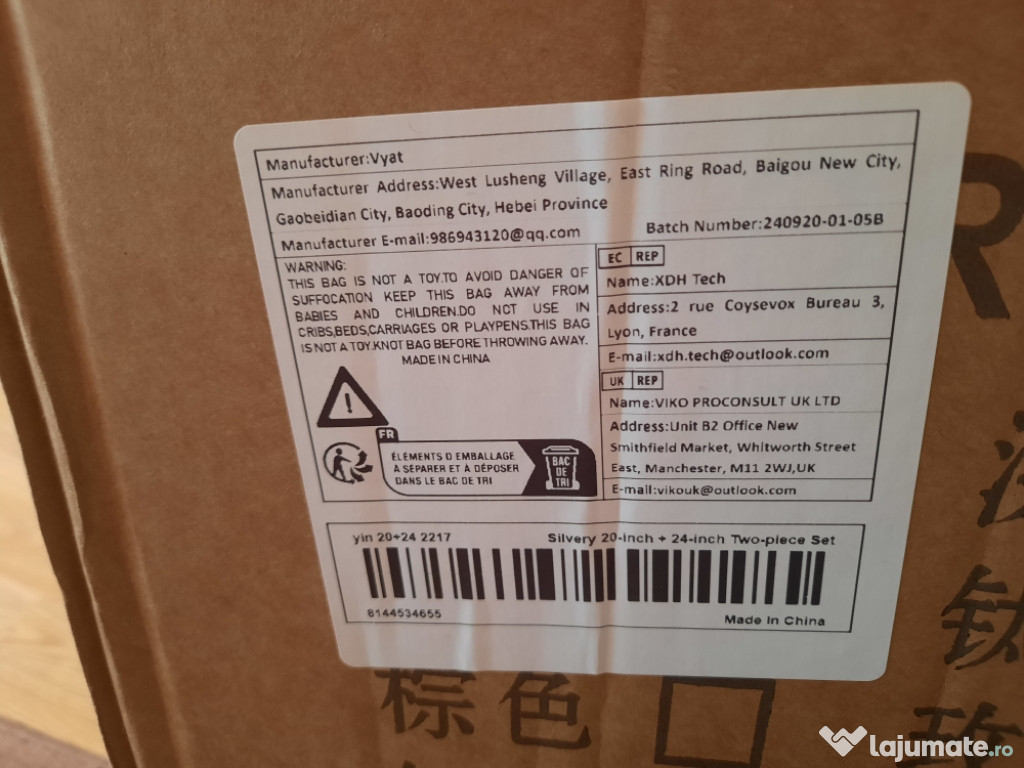 Manufacturer:Vyat
Manufacturer Address:West Lusheng Village, East Ring Road, Baigou New City,
Gaobeidian City, Baoding City, Hebei Province
Manufacturer E-mail:986943120@qq.com
Batch Number:240920-01-05B
WARNING:
THIS BAG IS NOT A TOY.TO AVOID DANGER OF
SUFFOCATION KEEP THIS BAG AWAY FROM
BABIES AND CHILDREN.DO NCT USE IN
CRIBS,BEDS,CARRIAGES OR PLAYPENS.THIS BAG
IS NOT A TOY.KNOT BAG BEFORE THROWING AWAY.
MADE IN CHINA
FR
ÉLÉMENTS D EMBALLAGE
À SÉPARER ET À DÉPOSER
DANS LE BAC DE TRI
BAC
DE
TRI
EC REP
Name:XDH Tech
Address:2 rue Coysevox Bureau 3,
Lyon, France
E-mail:xdh.tech@outlook.com
UK REP
Name:VIKO PROCONSULT UK LTD
Address:Unit B2 Office New
Smithfield Market, Whitworth Street
East, Manchester, M11 2WJ,UK
E-mail:vikouk@outlook.com
yin 20+24 2217
Silvery 20-inch + 24-inch Two-piece Set
8144534655
Made In China
R
钛
棕色
lajumate.ro